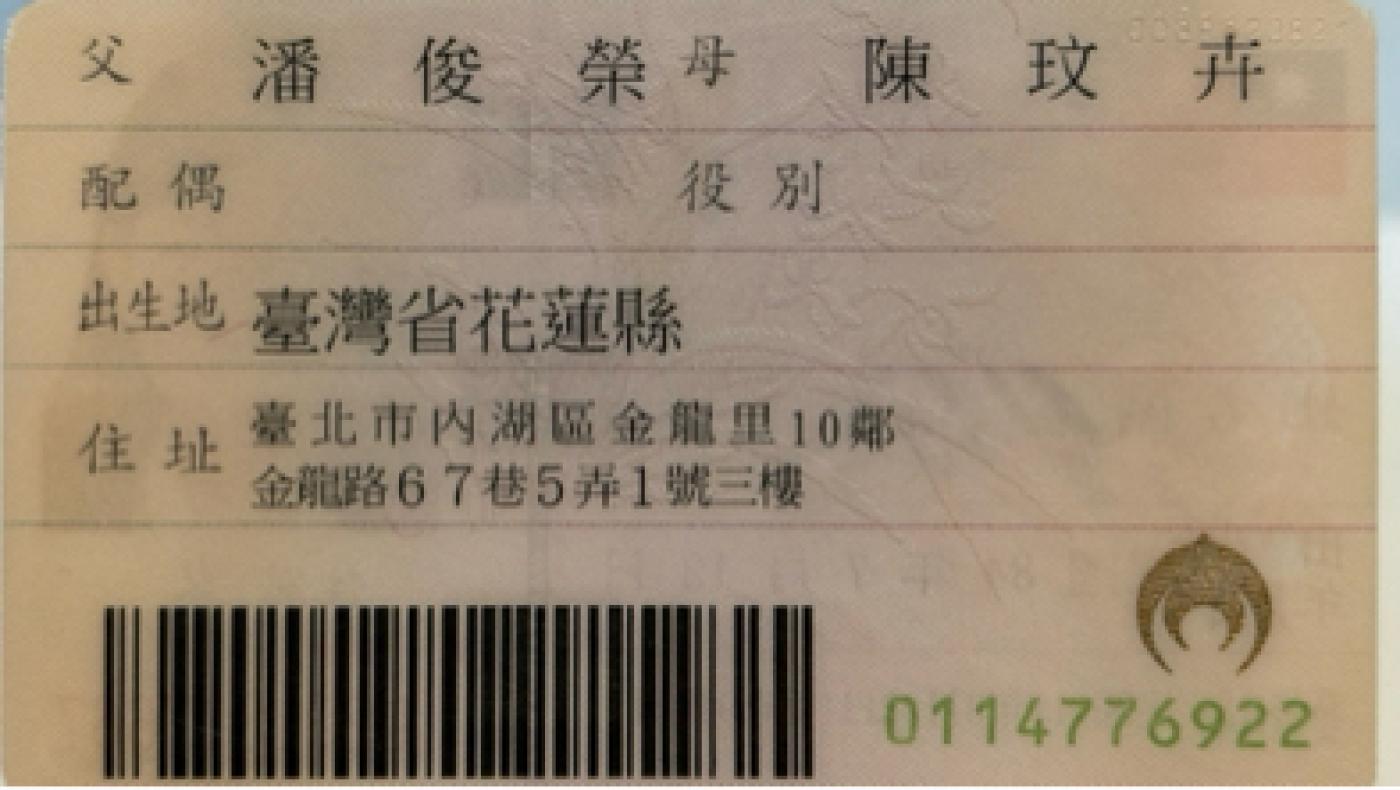 父 潘俊榮 母 陳玟卉
配偶 役別
出生地 臺灣省花蓮縣
住址 臺北市內湖區金龍里10鄰
金龍路67巷5弄1號三樓
0114776922